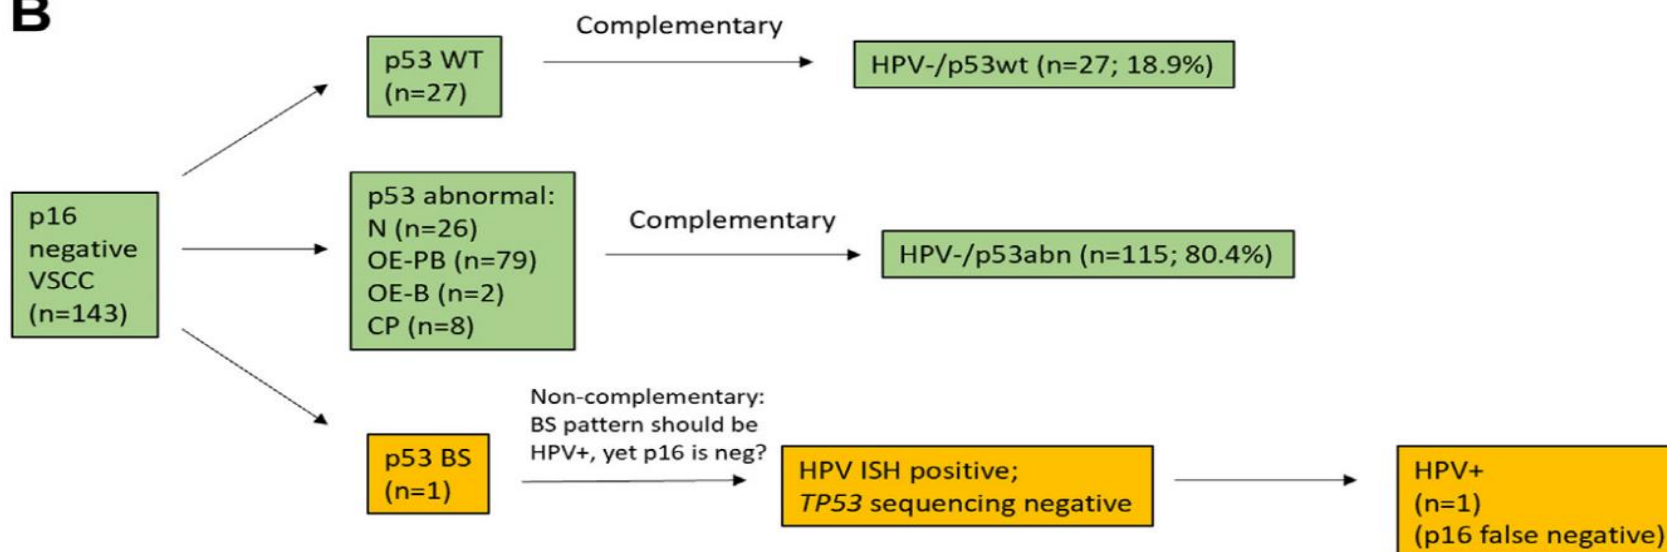 B
p53 WT
(n=27)
Complementary
HPV-/p53wt (n=27; 18.9%)
p16
negative
VSCC
(n=143)
p53 abnormal:
N (n=26)
OE-PB (n=79)
OE-B (n=2)
CP (n=8)
Complementary
HPV-/p53abn (n=115; 80.4%)
p53 BS
(n=1)
Non-complementary:
BS pattern should be
HPV+, yet p16 is neg?
HPV ISH positive;
TP53 sequencing negative
HPV+
(n=1)
(p16 false negative)